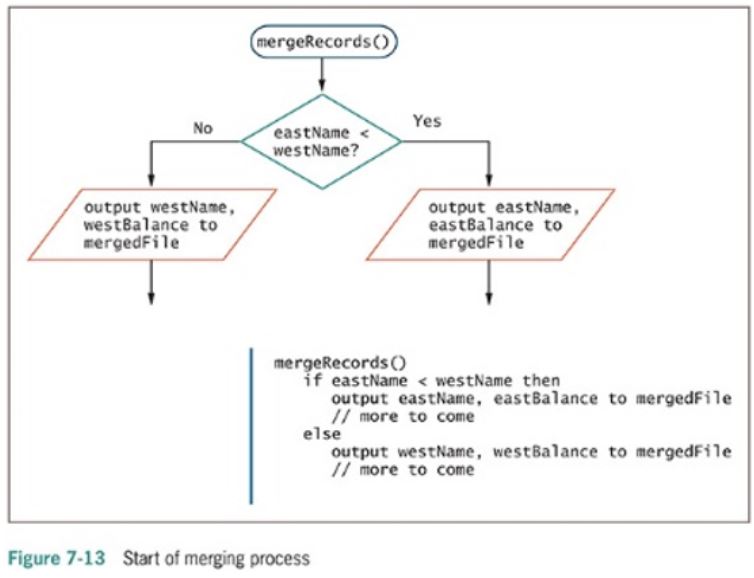 mergeRecords()
eastName <
westName?
No
Yes
output westName,
westBalance to
mergedFile
output eastName,
eastBalance to
mergedFile
mergeRecords()
if eastName < westName then
output eastName, eastBalance to mergedFile
// more to come
else
output westName, westBalance to mergedFile
// more to come
Figure 7-13 Start of merging process